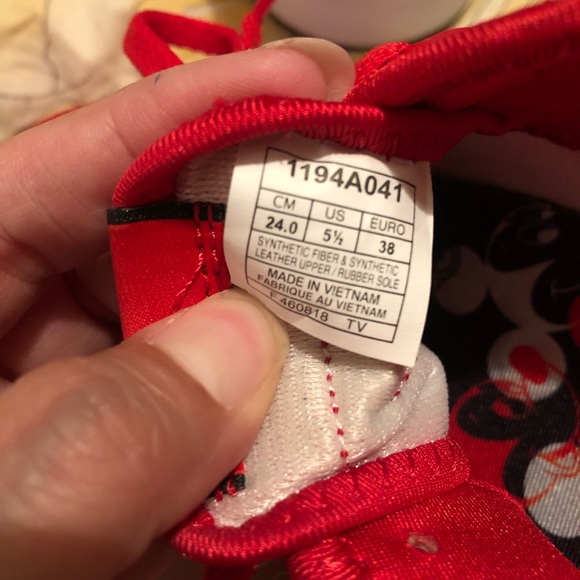 1194A041
CM US EURO
24.0 5½ 38
SYNTHETIC FIBER & SYNTHETIC
LEATHER UPPER / RUBBER SOLE
MADE IN VIETNAM
FABRIQUE AU VIETNAM
F 460818 TV